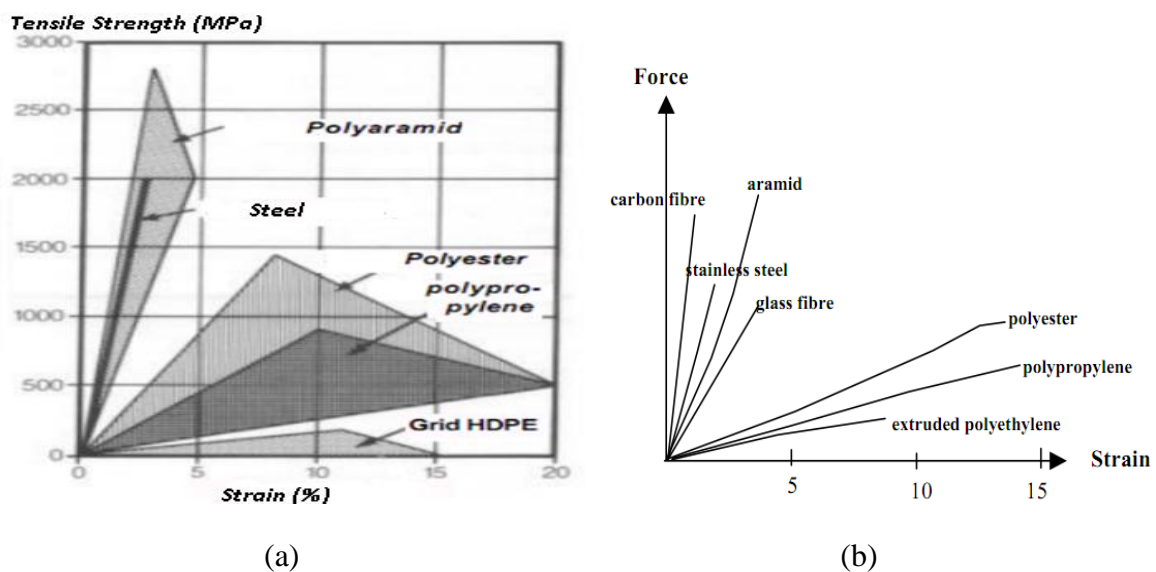 Tensile Strength (MPa)
3000
2500
2000
1500
1000
500
0
Polyaramid
Steel
Polyester
polypro-
pylene
Grid HDPE
0 5 10 15 20
Strain (%)
(a)
Force
carbon fibre
aramid
stainless steel
glass fibre
polyester
polypropylene
extruded polyethylene
Strain
5 10 15
(b)